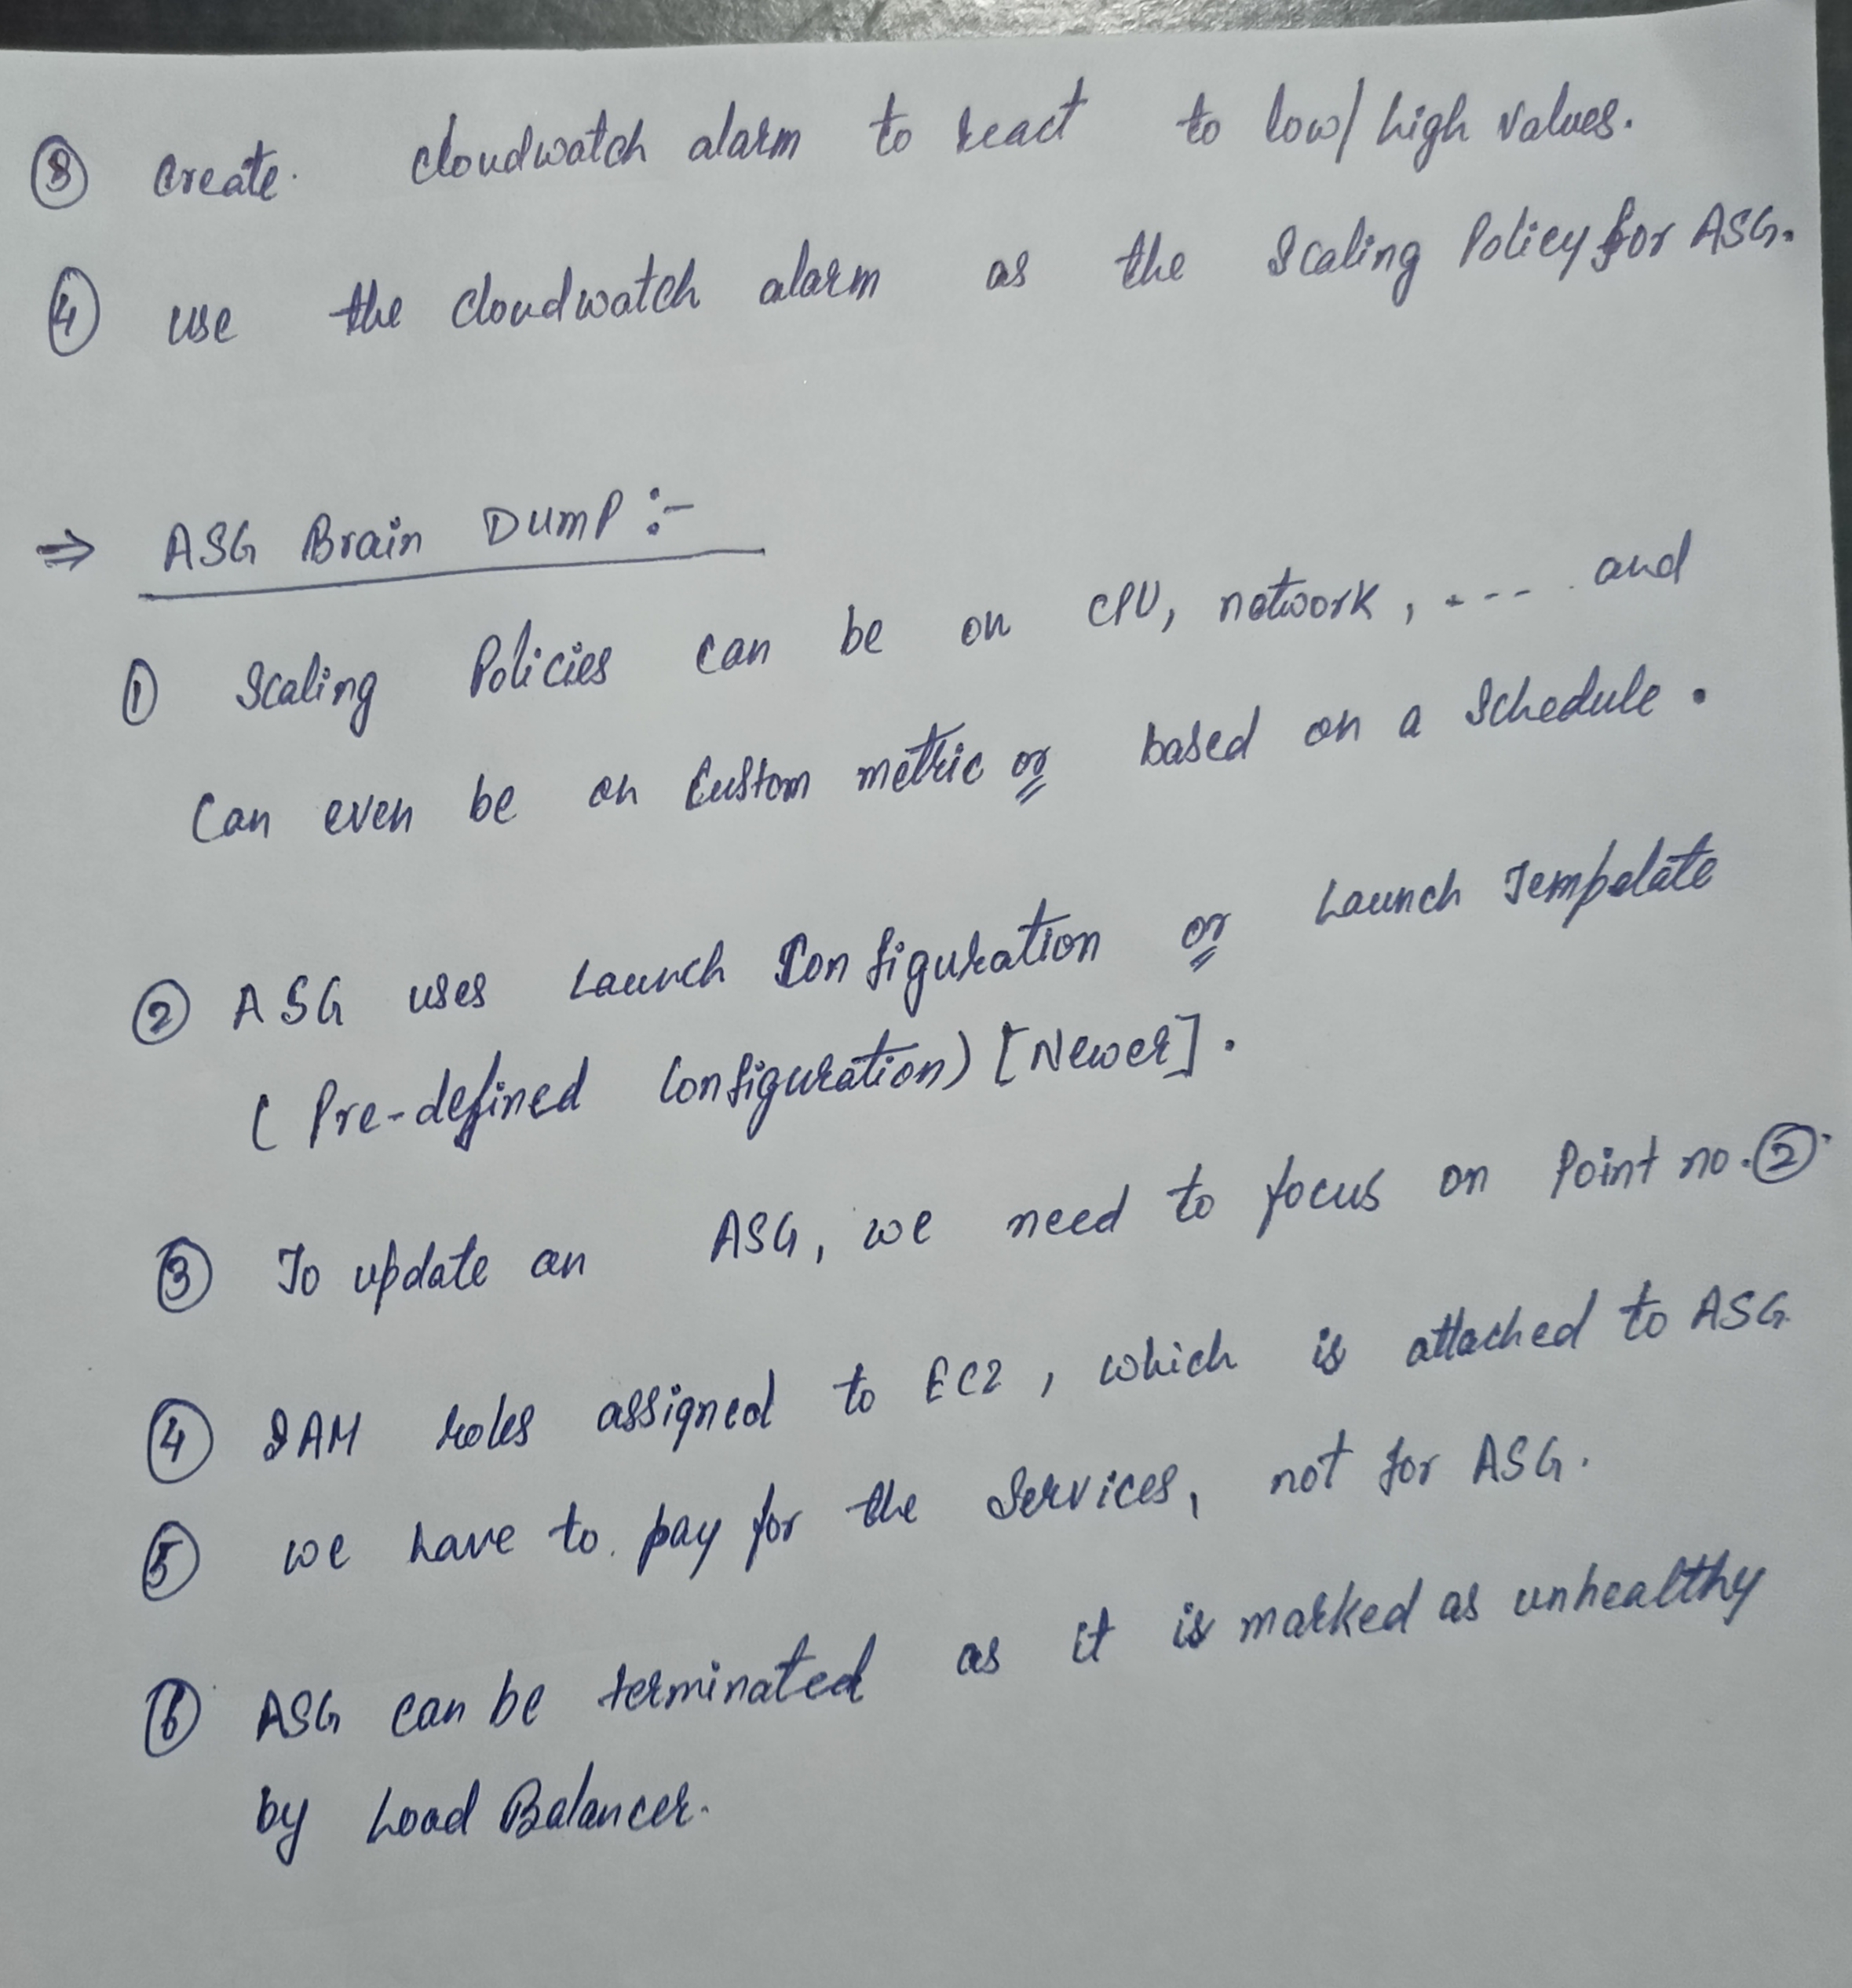 ③ Create. cloudwatch alarm to react to low/high values.
④ use the cloudwatch alarm as the Scaling Policy for ASG.
⇒ ASG Brain Dump :-
① Scaling Policies can be on CPU, network, ---- and
Can even be on Custom metric or based on a Schedule.
② ASG uses Launch Configuration or Launch Tempelate
( Pre-defined Configuration) [Newer].
③ To update an ASG, we need to focus on Point no. ②.
④ IAM roles assigned to EC2, which is attached to ASG.
⑤ we have to pay for the Services, not for ASG.
⑥ ASG can be terminated as it is marked as unhealthy
by Load Balancer.